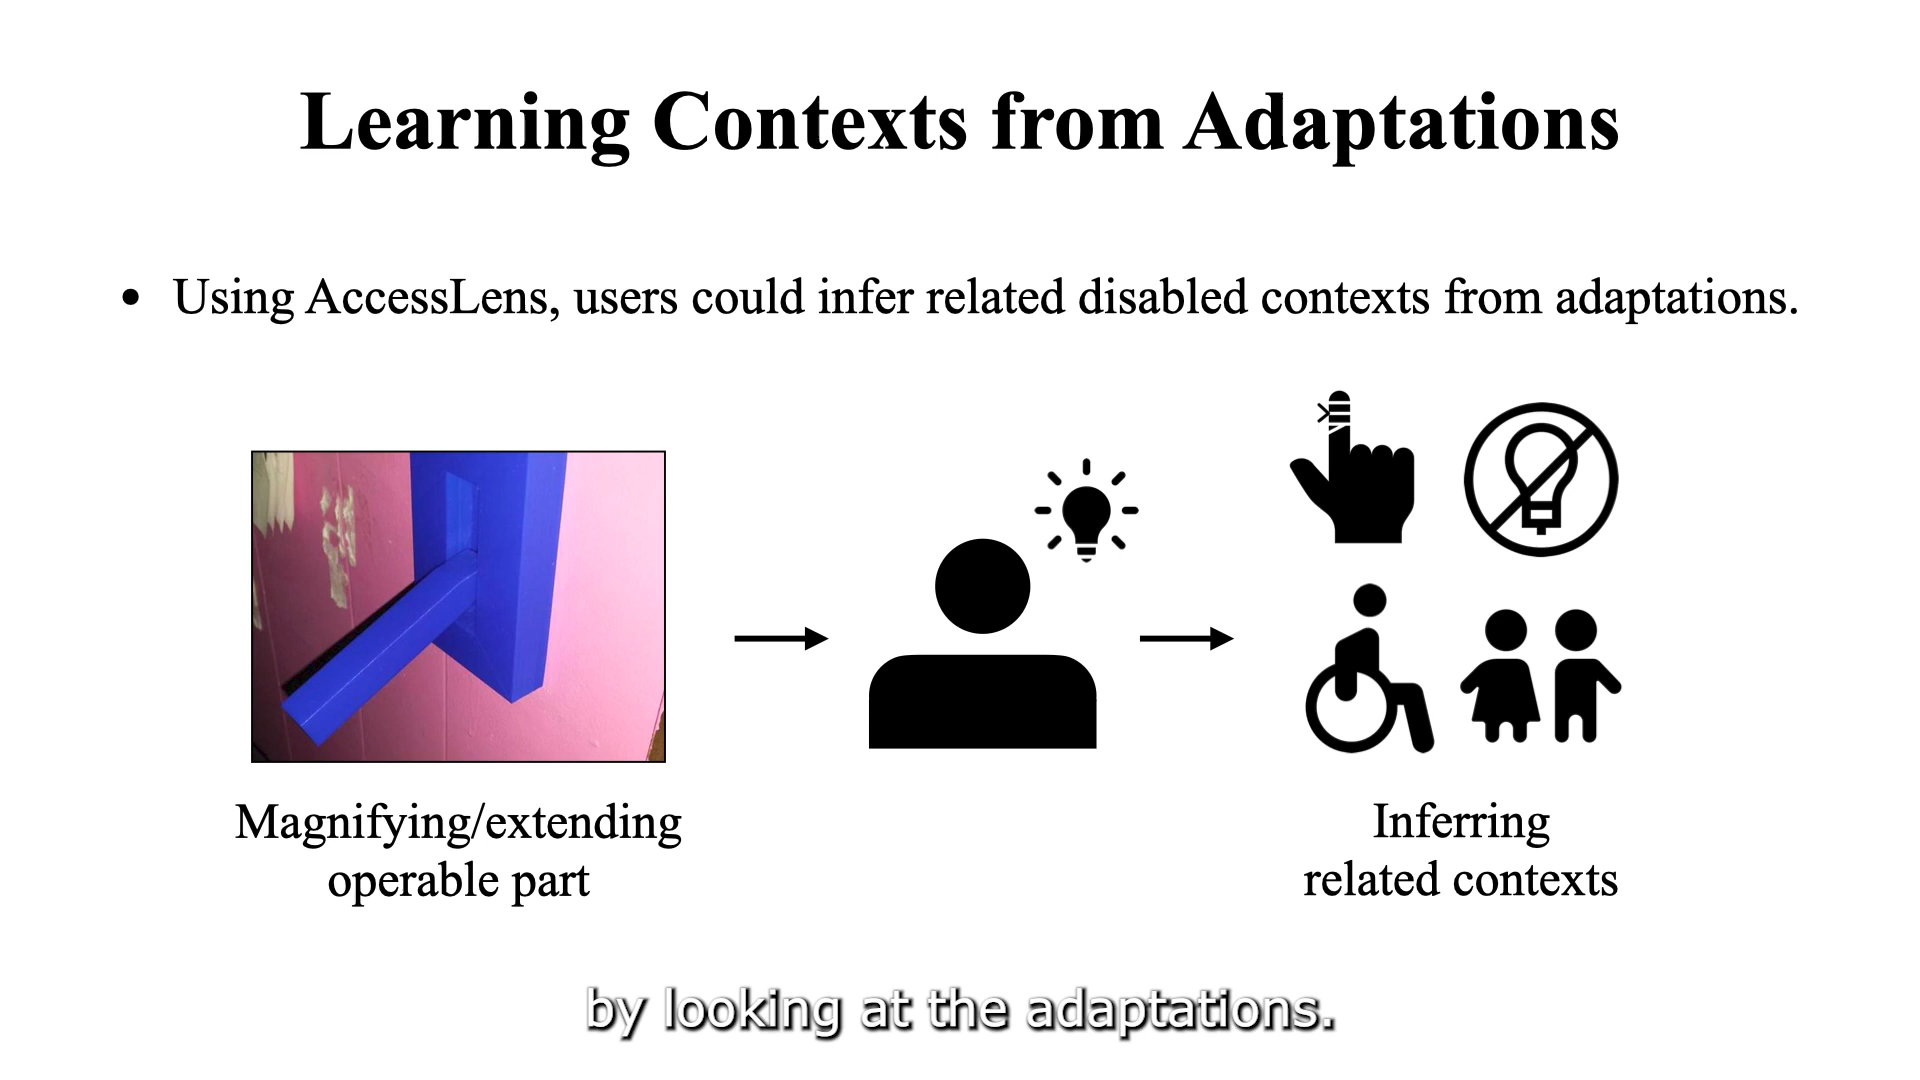 Learning Contexts from Adaptations
• Using AccessLens, users could infer related disabled contexts from adaptations.
Magnifying/extending
operable part
Inferring
related contexts
by looking at the adaptations.